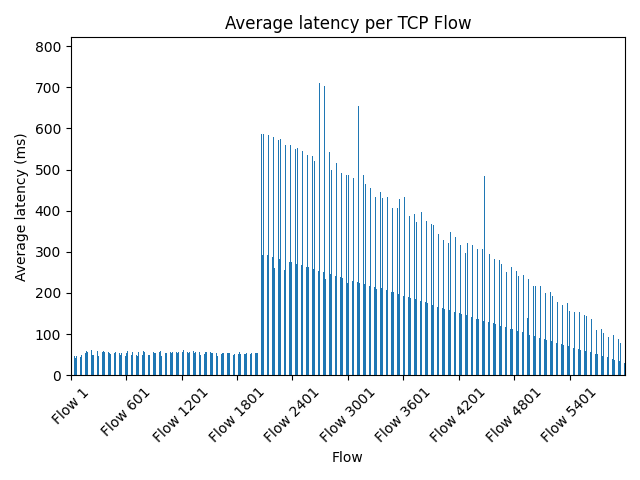 Average latency per TCP Flow
Average latency (ms)
800
700
600
500
400
300
200
100
0
Flow 1
Flow 601
Flow 1201
Flow 1801
Flow 2401
Flow 3001
Flow 3601
Flow 4201
Flow 4801
Flow 5401
Flow